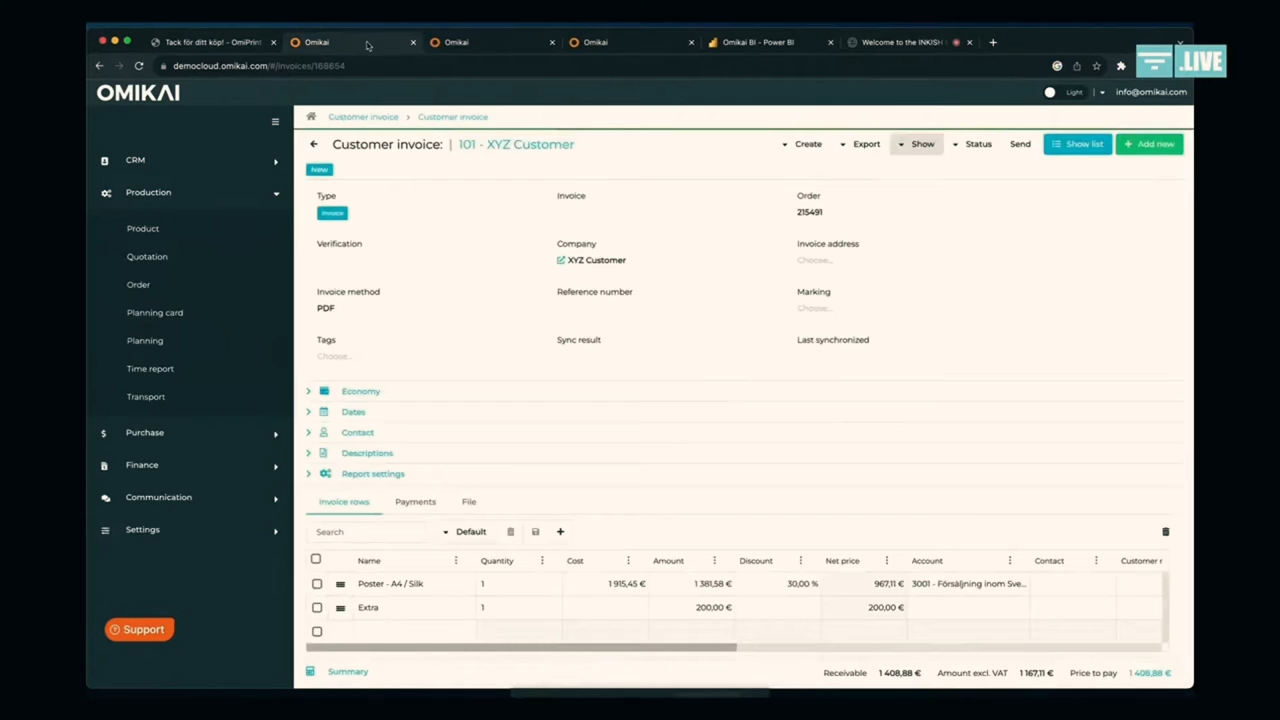 Tack för ditt köp! - OmiPrint
Omikai
Omikai
Omikai
Omikai BI - Power BI
Welcome to the INKISH
democloud.omikai.com/#/invoices/168654
.LIVE
OMIKAI
Light
info@omikai.com
Customer invoice > Customer invoice
Customer invoice: | 101 - XYZ Customer
Create
Export
Show
Status
Send
Show list
Add new
New
CRM
Production
Product
Quotation
Order
Planning card
Planning
Time report
Transport
Purchase
Finance
Communication
Settings
Support
Type
Invoice
Order
Invoice
215491
Verification
Company
Invoice address
XYZ Customer
Choose...
Invoice method
Reference number
Marking
PDF
Choose...
Tags
Sync result
Last synchronized
Choose...
Economy
Dates
Contact
Descriptions
Report settings
Invoice rows
Payments
File
Search
Default
Name Quantity Cost Amount Discount Net price Account Contact Customer r
Poster - A4 / Silk 1 1 915,45 € 1 381,58 € 30,00 % 967,11 € 3001 - Försäljning inom Sve...
Extra 1 200,00 € 200,00 €
Summary
Receivable 1 408,88 € Amount excl. VAT 1 167,11 € Price to pay 1 408,88 €